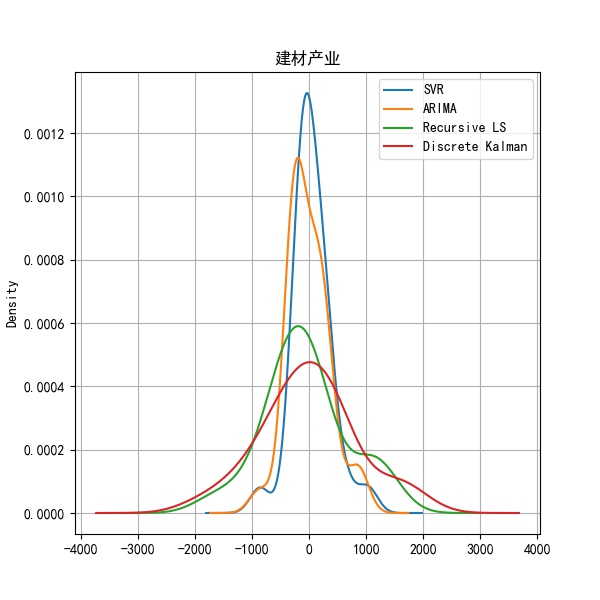 建材产业
SVR
ARIMA
Recursive LS
Discrete Kalman
Density
0.0012
0.0010
0.0008
0.0006
0.0004
0.0002
0.0000
−4000 −3000 −2000 −1000 0 1000 2000 3000 4000